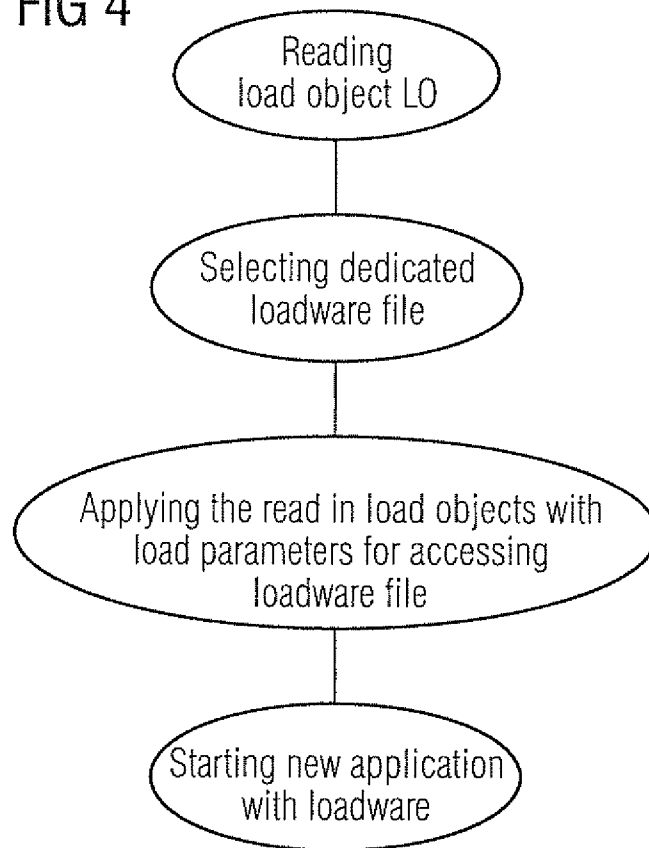 FIG 4
Reading
load object LO
Selecting dedicated
loadware file
Applying the read in load objects with
load parameters for accessing
loadware file
Starting new application
with loadware